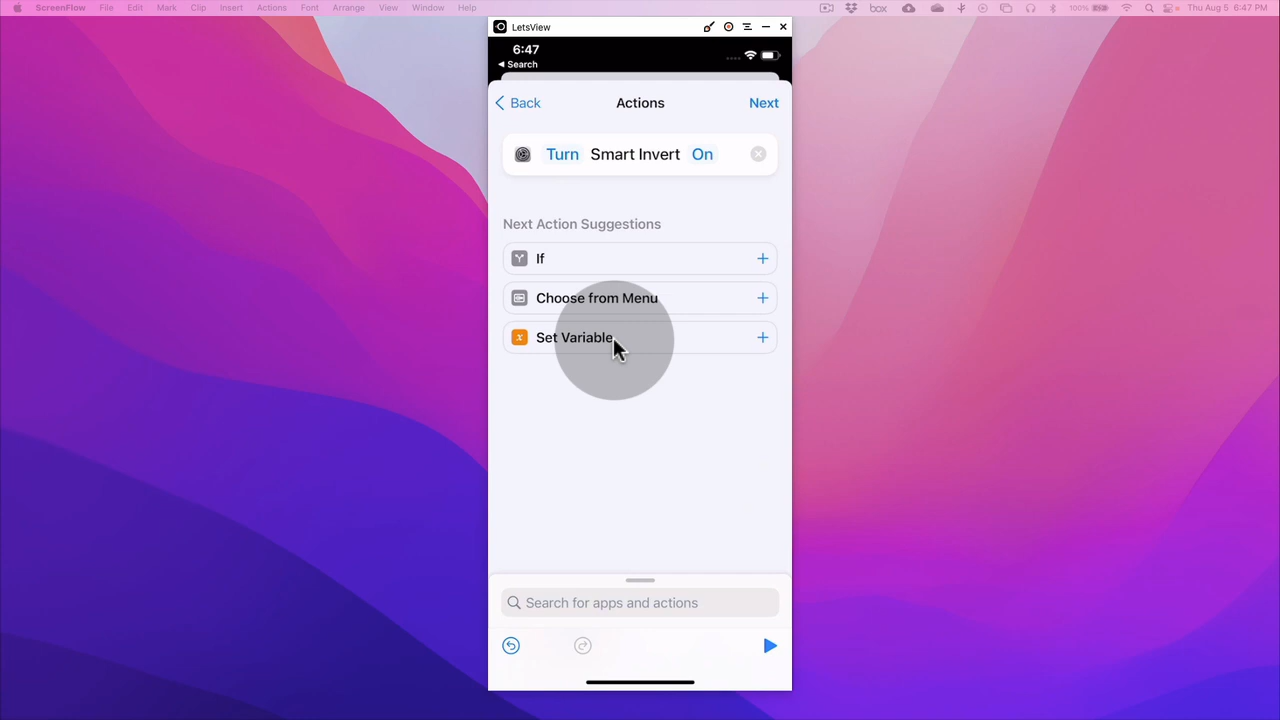 ScreenFlow File Edit Mark Clip Insert Actions Font Arrange View Window Help box 100% Thu Aug 5 6:47 PM
LetsView
6:47
Search
Back Actions Next
Turn Smart Invert On
Next Action Suggestions
If
Choose from Menu
Set Variable
Search for apps and actions